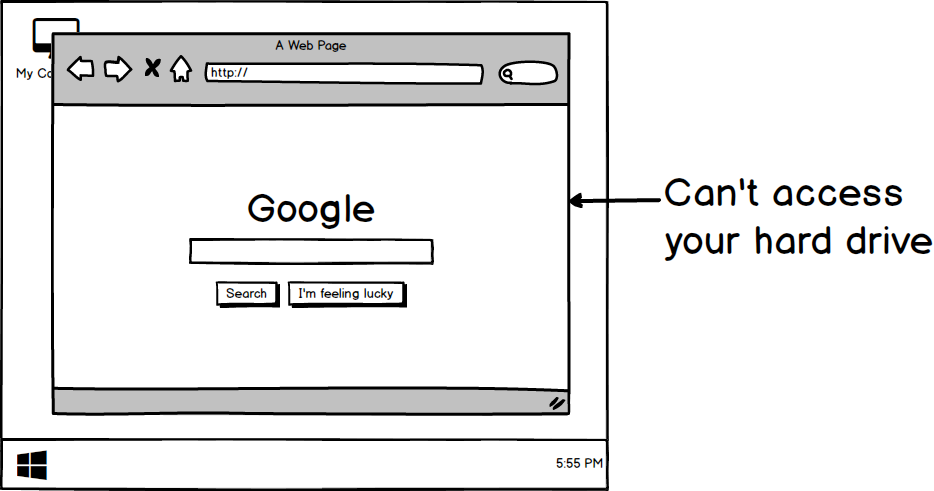 A Web Page
My Co
http://
Google
Search
I'm feeling lucky
Can't access
your hard drive
5:55 PM